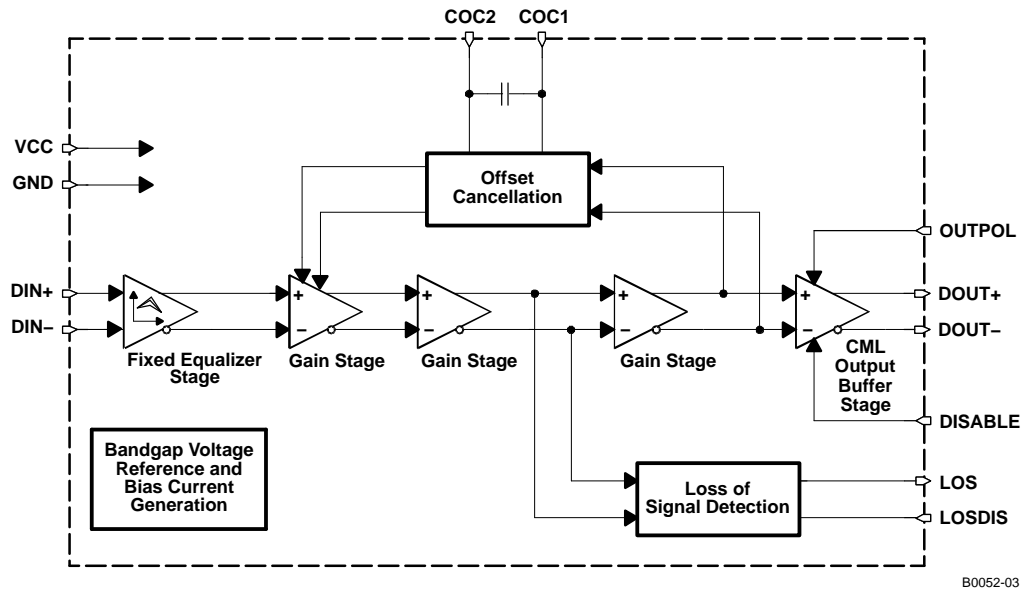 COC2 COC1
VCC
GND
Offset
Cancellation
OUTPOL
DIN+
DIN−
+
−
+
−
+
−
+
−
DOUT+
DOUT−
Fixed Equalizer
Stage
Gain Stage
Gain Stage
Gain Stage
CML
Output
Buffer
Stage
DISABLE
Bandgap Voltage
Reference and
Bias Current
Generation
Loss of
Signal Detection
LOS
LOSDIS
B0052-03